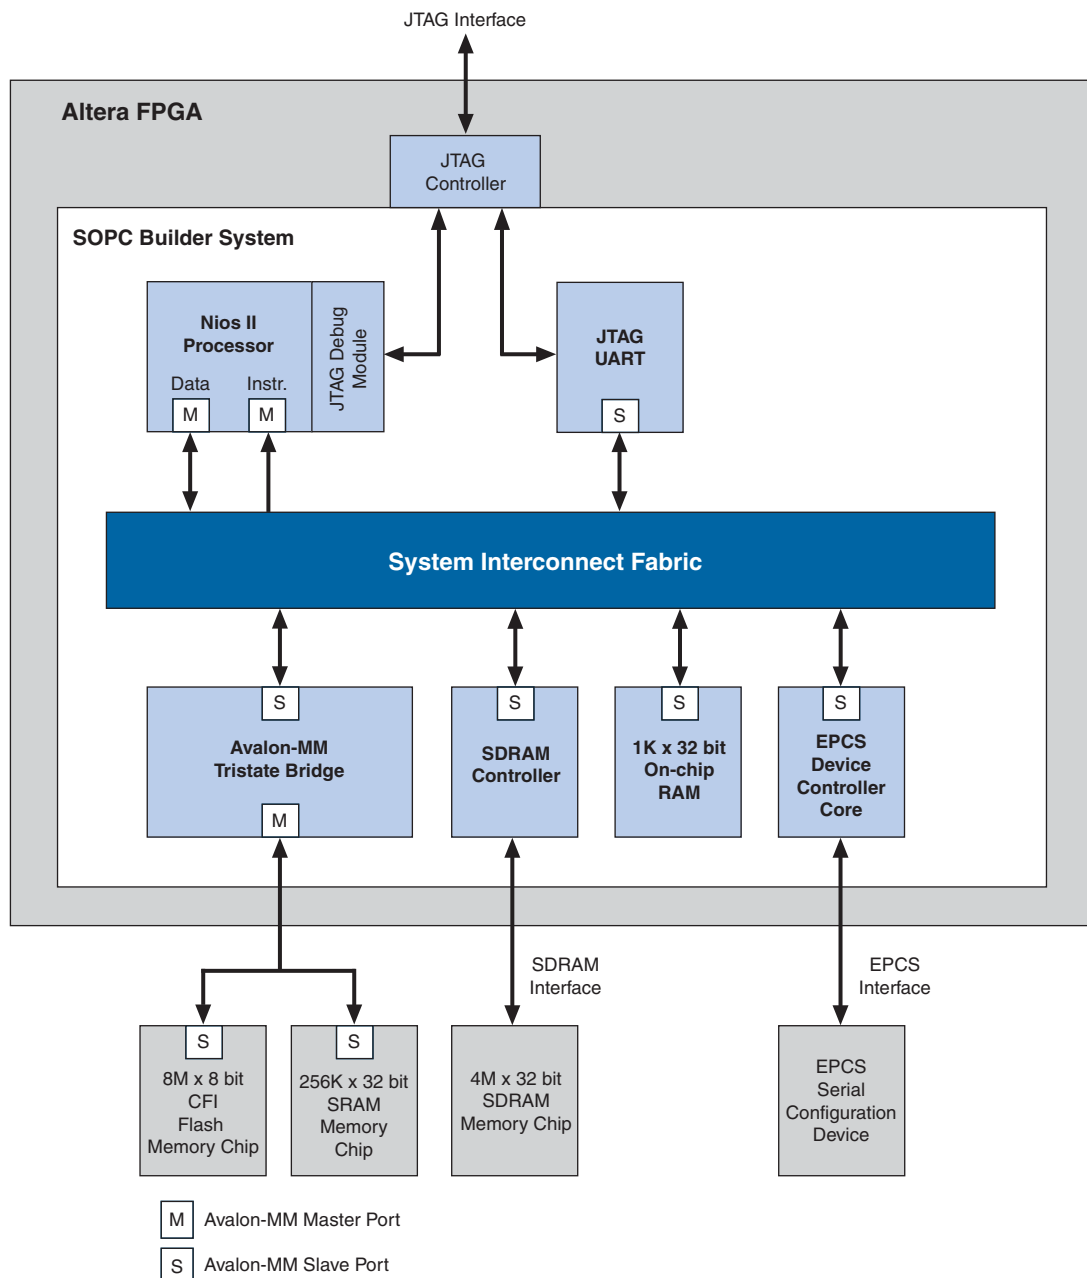 JTAG Interface
Altera FPGA
JTAG
Controller
SOPC Builder System
Nios II
Processor
Data
Instr.
M
M
JTAG Debug
Module
JTAG
UART
S
System Interconnect Fabric
S
Avalon-MM
Tristate Bridge
M
S
SDRAM
Controller
S
1K x 32 bit
On-chip
RAM
S
EPCS
Device
Controller
Core
SDRAM
Interface
EPCS
Interface
S
8M x 8 bit
CFI
Flash
Memory Chip
S
256K x 32 bit
SRAM
Memory
Chip
4M x 32 bit
SDRAM
Memory Chip
EPCS
Serial
Configuration
Device
M Avalon-MM Master Port
S Avalon-MM Slave Port